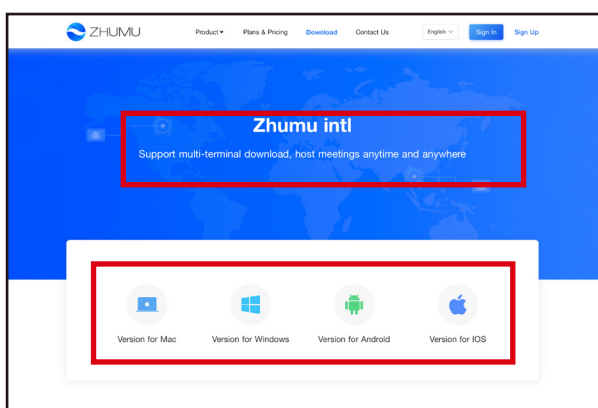 ZHUMU
Product Plans & Pricing Download Contact Us English Sign In Sign Up
Zhumu intl
Support multi-terminal download, host meetings anytime and anywhere
Version for Mac Version for Windows Version for Android Version for IOS